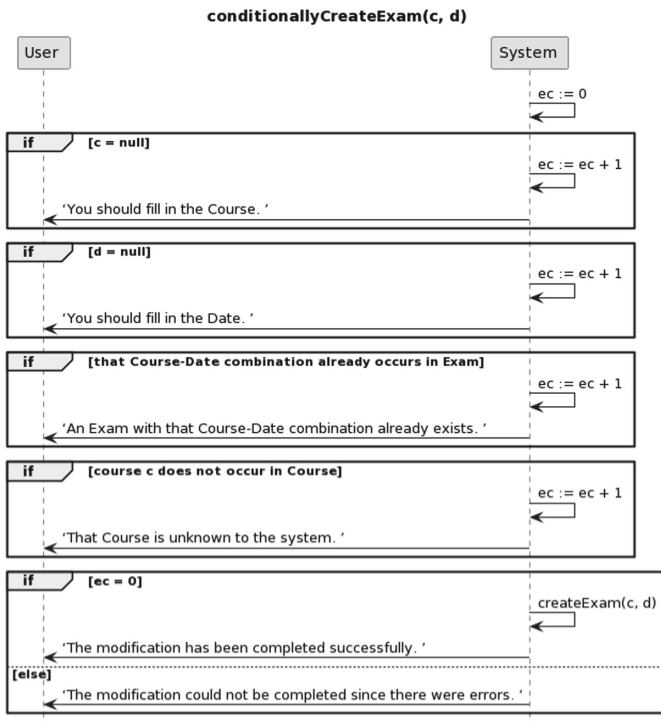 conditionallyCreateExam(c, d)
User
System
ec := 0
if [c = null]
ec := ec + 1
‘You should fill in the Course. ’
if [d = null]
ec := ec + 1
‘You should fill in the Date. ’
if [that Course-Date combination already occurs in Exam]
ec := ec + 1
‘An Exam with that Course-Date combination already exists. ’
if [course c does not occur in Course]
ec := ec + 1
‘That Course is unknown to the system. ’
if [ec = 0]
createExam(c, d)
‘The modification has been completed successfully. ’
[else]
‘The modification could not be completed since there were errors. ’